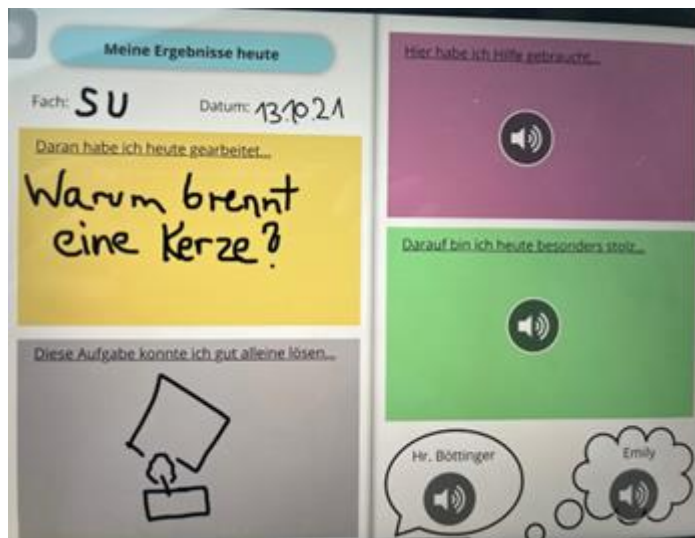 Meine Ergebnisse heute
Fach: SU
Datum: 13.10.21
Daran habe ich heute gearbeitet...
Warum brennt
eine Kerze?
Diese Aufgabe konnte ich gut alleine lösen...
Hier habe ich Hilfe gebraucht...
Darauf bin ich heute besonders stolz...
Hr. Böttinger
Emily